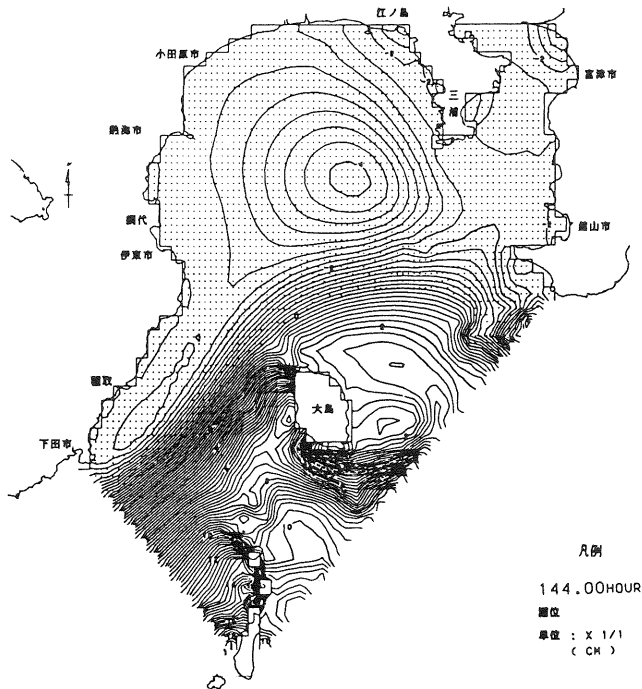 江ノ島
小田原市
三浦
富津市
熱海市
網代
館山市
伊東市
稲取
大島
下田市
10
凡例
144.00HOUR
潮位
単位 : X 1/1
( CM )